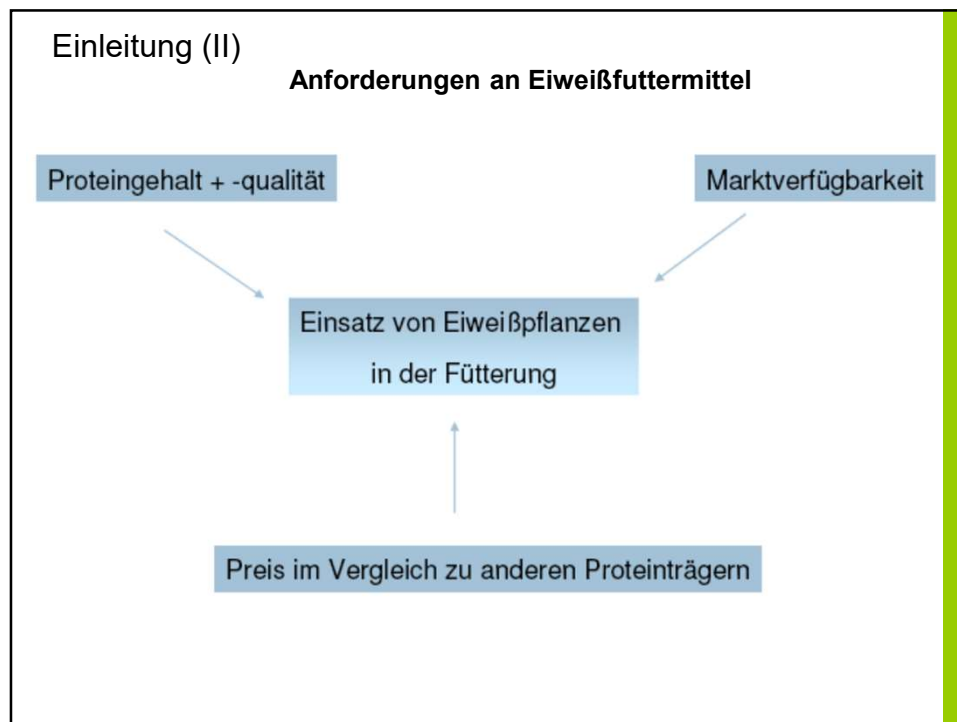 Einleitung (II)
Anforderungen an Eiweißfuttermittel
Proteingehalt + -qualität
Marktverfügbarkeit
Einsatz von Eiweißpflanzen
in der Fütterung
Preis im Vergleich zu anderen Proteinträgern